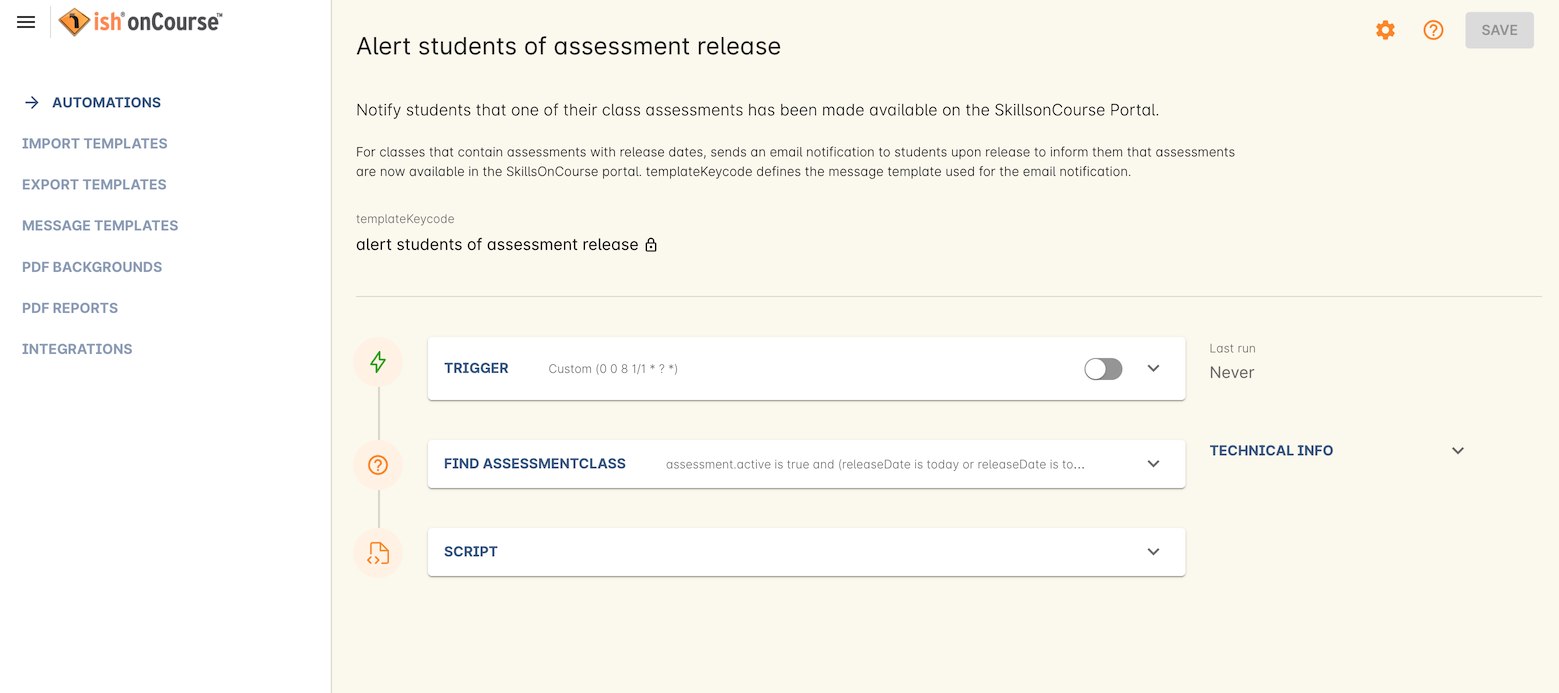 ish® onCourse™
SAVE
Alert students of assessment release
AUTOMATIONS
IMPORT TEMPLATES
EXPORT TEMPLATES
MESSAGE TEMPLATES
PDF BACKGROUNDS
PDF REPORTS
INTEGRATIONS
Notify students that one of their class assessments has been made available on the SkillsonCourse Portal.
For classes that contain assessments with release dates, sends an email notification to students upon release to inform them that assessments
are now available in the SkillsOnCourse portal. templateKeycode defines the message template used for the email notification.
templateKeycode
alert students of assessment release
TRIGGER Custom (0 0 8 1/1 * ? *)
Last run
Never
FIND ASSESSMENTCLASS assessment.active is true and (releaseDate is today or releaseDate is to...
TECHNICAL INFO
SCRIPT